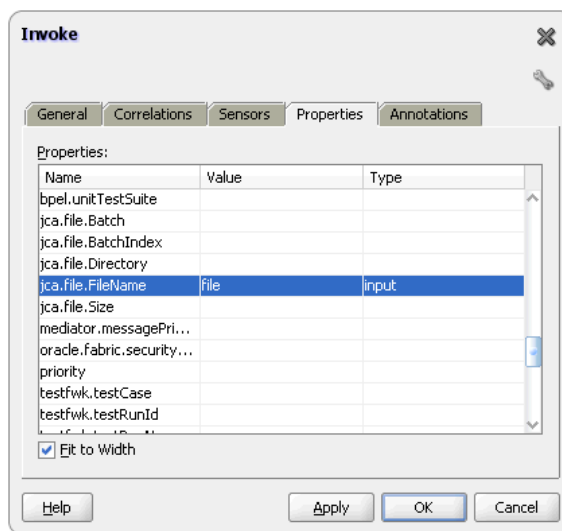 Invoke
General Correlations Sensors Properties Annotations
Properties:
Name Value Type
bpel.unitTestSuite
jca.file.Batch
jca.file.BatchIndex
jca.file.Directory
jca.file.FileName file input
jca.file.Size
mediator.messagePri...
oracle.fabric.security...
priority
testfwk.testCase
testfwk.testRunId
Fit to Width
Help Apply OK Cancel